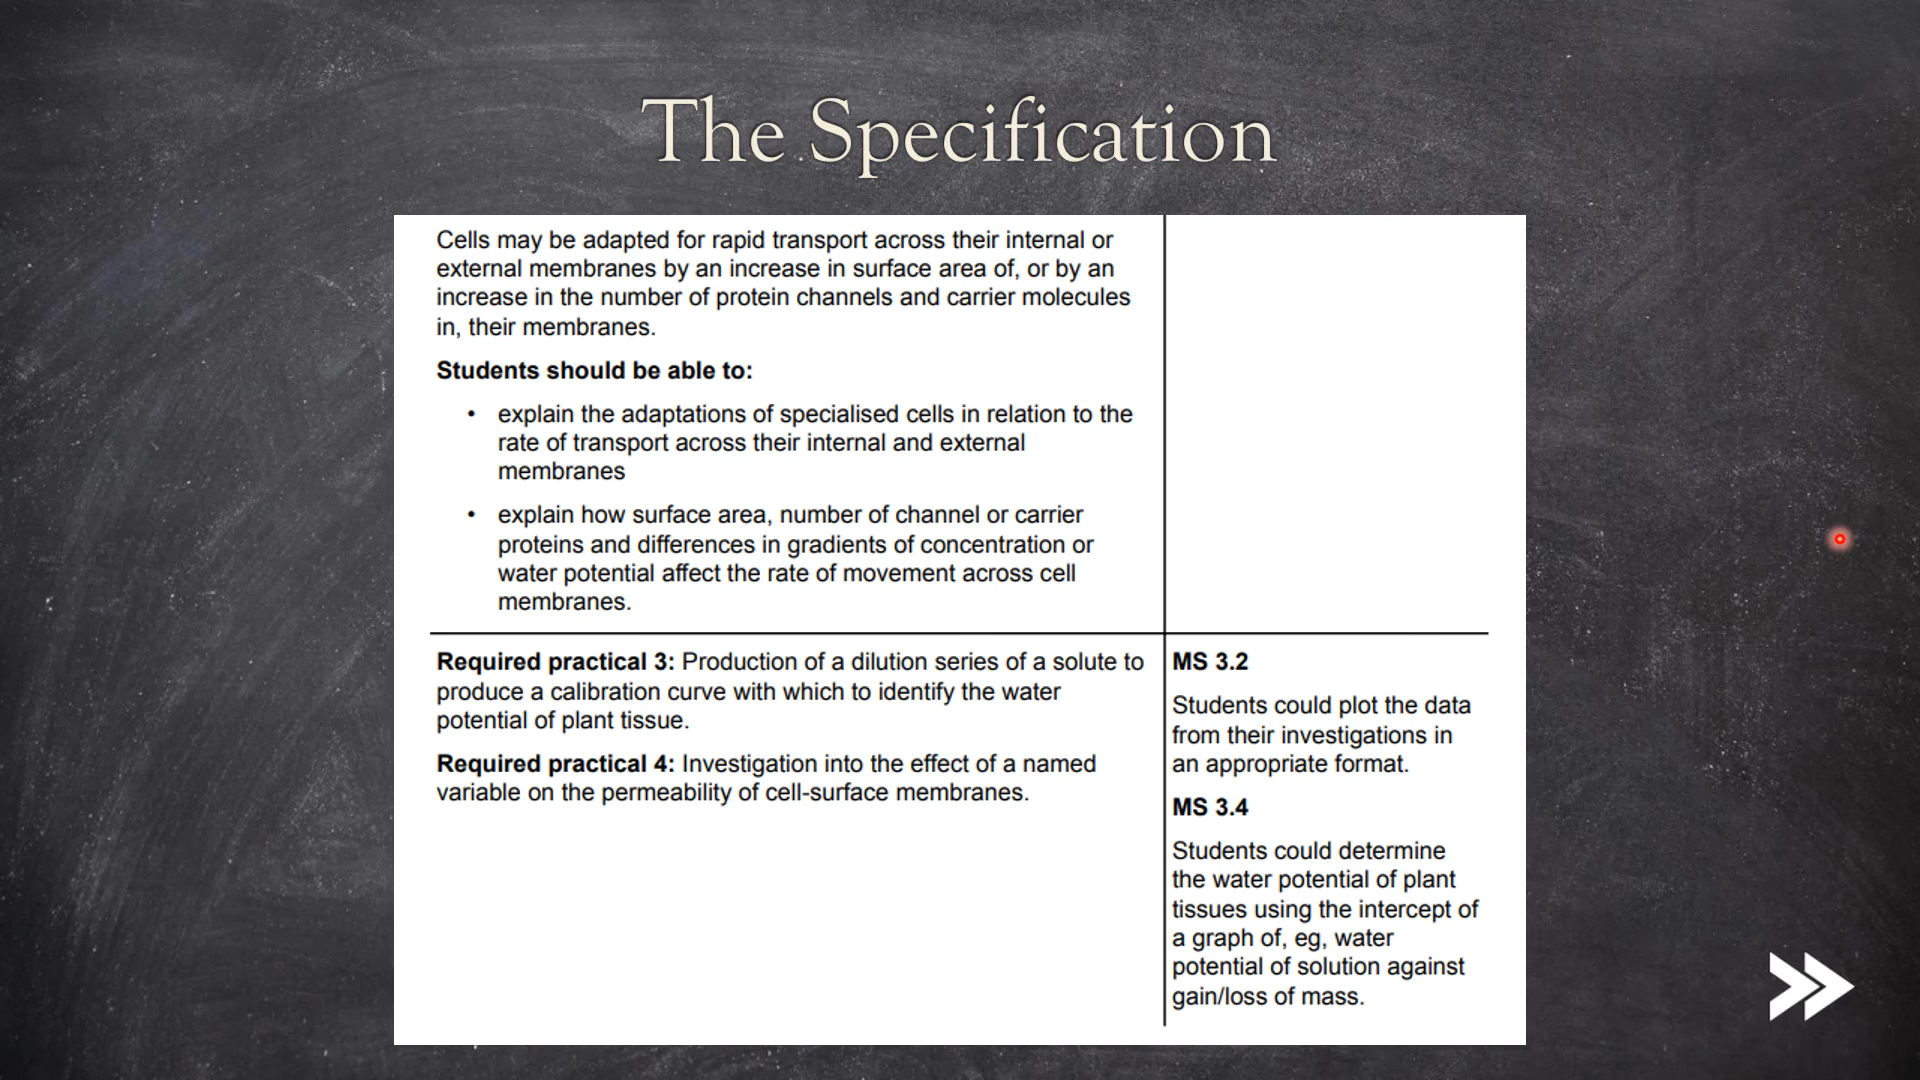 The Specification
Cells may be adapted for rapid transport across their internal or
external membranes by an increase in surface area of, or by an
increase in the number of protein channels and carrier molecules
in, their membranes.
Students should be able to:
• explain the adaptations of specialised cells in relation to the
rate of transport across their internal and external
membranes
• explain how surface area, number of channel or carrier
proteins and differences in gradients of concentration or
water potential affect the rate of movement across cell
membranes.
Required practical 3: Production of a dilution series of a solute to
produce a calibration curve with which to identify the water
potential of plant tissue.
Required practical 4: Investigation into the effect of a named
variable on the permeability of cell-surface membranes.
MS 3.2
Students could plot the data
from their investigations in
an appropriate format.
MS 3.4
Students could determine
the water potential of plant
tissues using the intercept of
a graph of, eg, water
potential of solution against
gain/loss of mass.